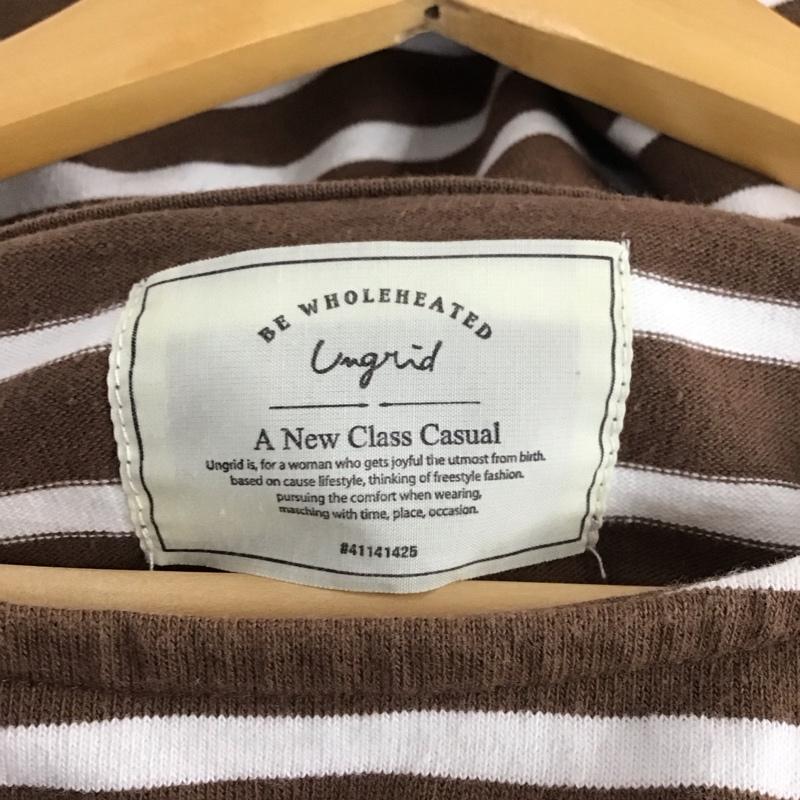 BE WHOLEHEATED
Ungrid
A New Class Casual
Ungrid is, for a woman who gets joyful the utmost from birth.
based on cause lifestyle, thinking of freestyle fashion.
pursuing the comfort when wearing,
masching with time, place, occasion.
#41141425